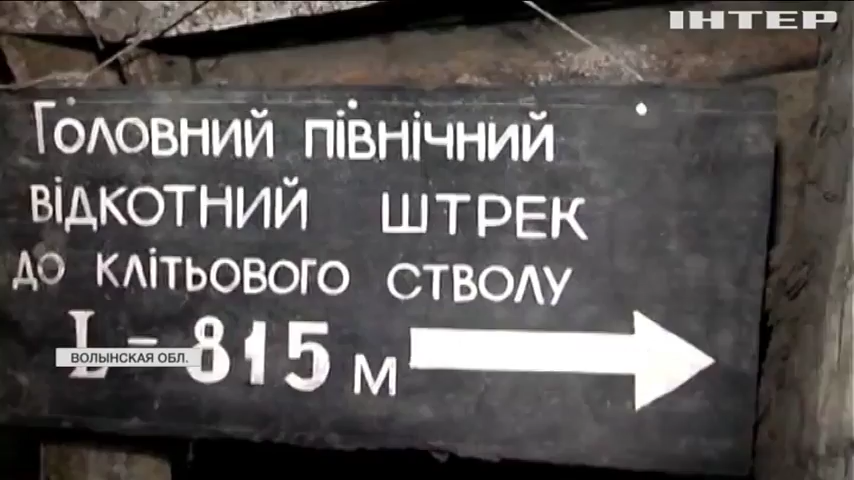 ІНТЕР
Головний північний
відкотний штрек
до клітьового стволу
L - 815 м
ВОЛЫНСКАЯ ОБЛ.